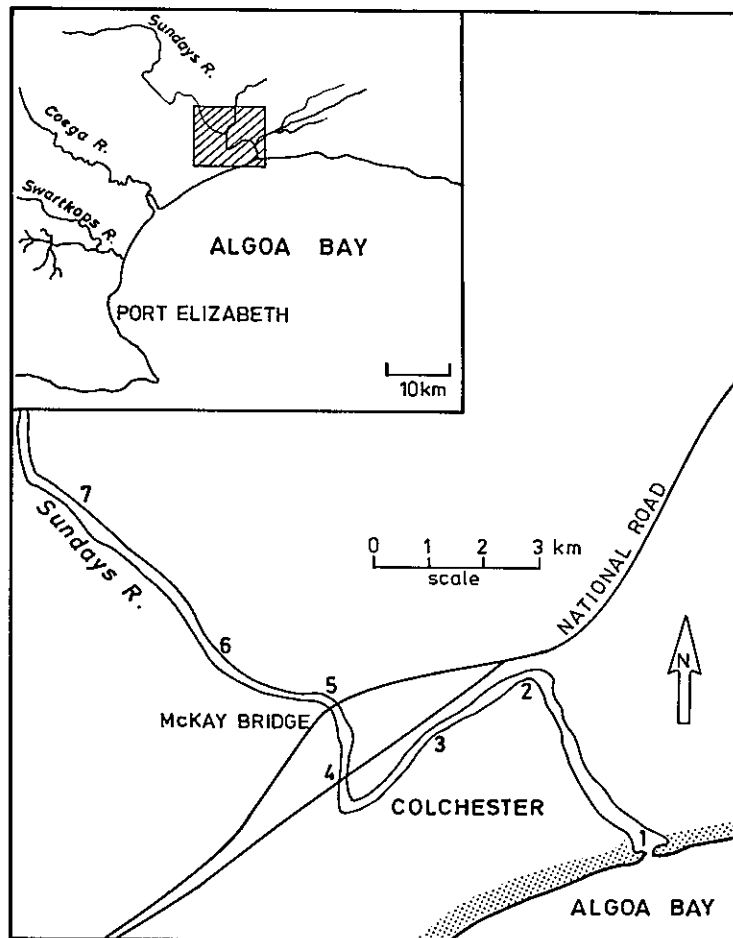 Sundays R.
Coega R.
Swartkops R.
ALGOA BAY
PORT ELIZABETH
10km
7
Sundays R.
0 1 2 3 km
scale
NATIONAL ROAD
N
6
5
McKAY BRIDGE
2
3
4
COLCHESTER
1
ALGOA BAY